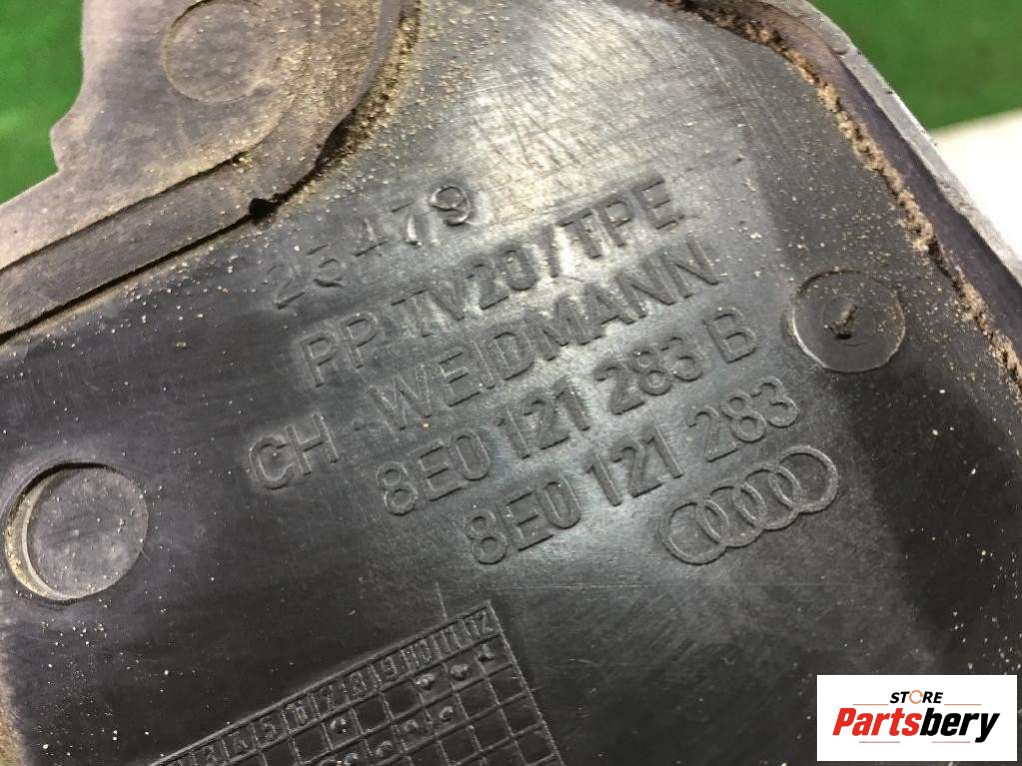 23479
PP TV20/TPE
CH - WEIDMANN
8E0 121 283 B
8E0 121 283
STORE
Partsbery